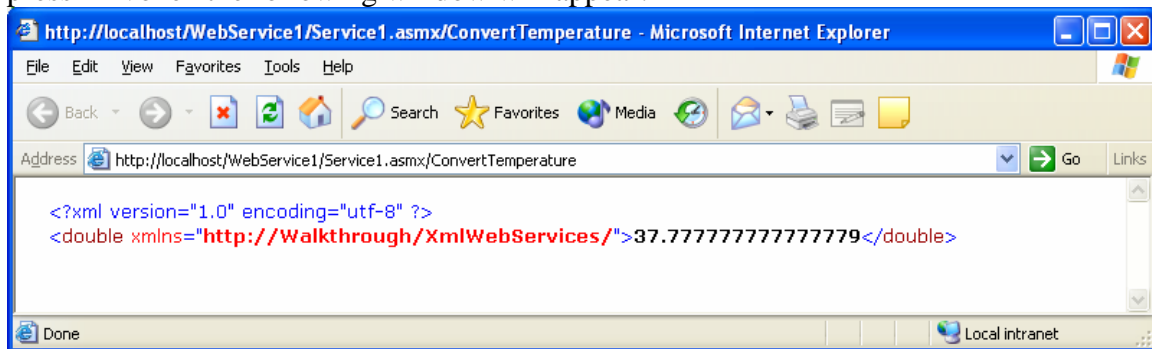 http://localhost/WebService1/Service1.asmx/ConvertTemperature - Microsoft Internet Explorer
File Edit View Favorites Tools Help
Back Search Favorites Media
Address http://localhost/WebService1/Service1.asmx/ConvertTemperature Go Links
<?xml version="1.0" encoding="utf-8" ?>
<double xmlns="http://Walkthrough/XmlWebServices/">37.777777777777779</double>
Done Local intranet